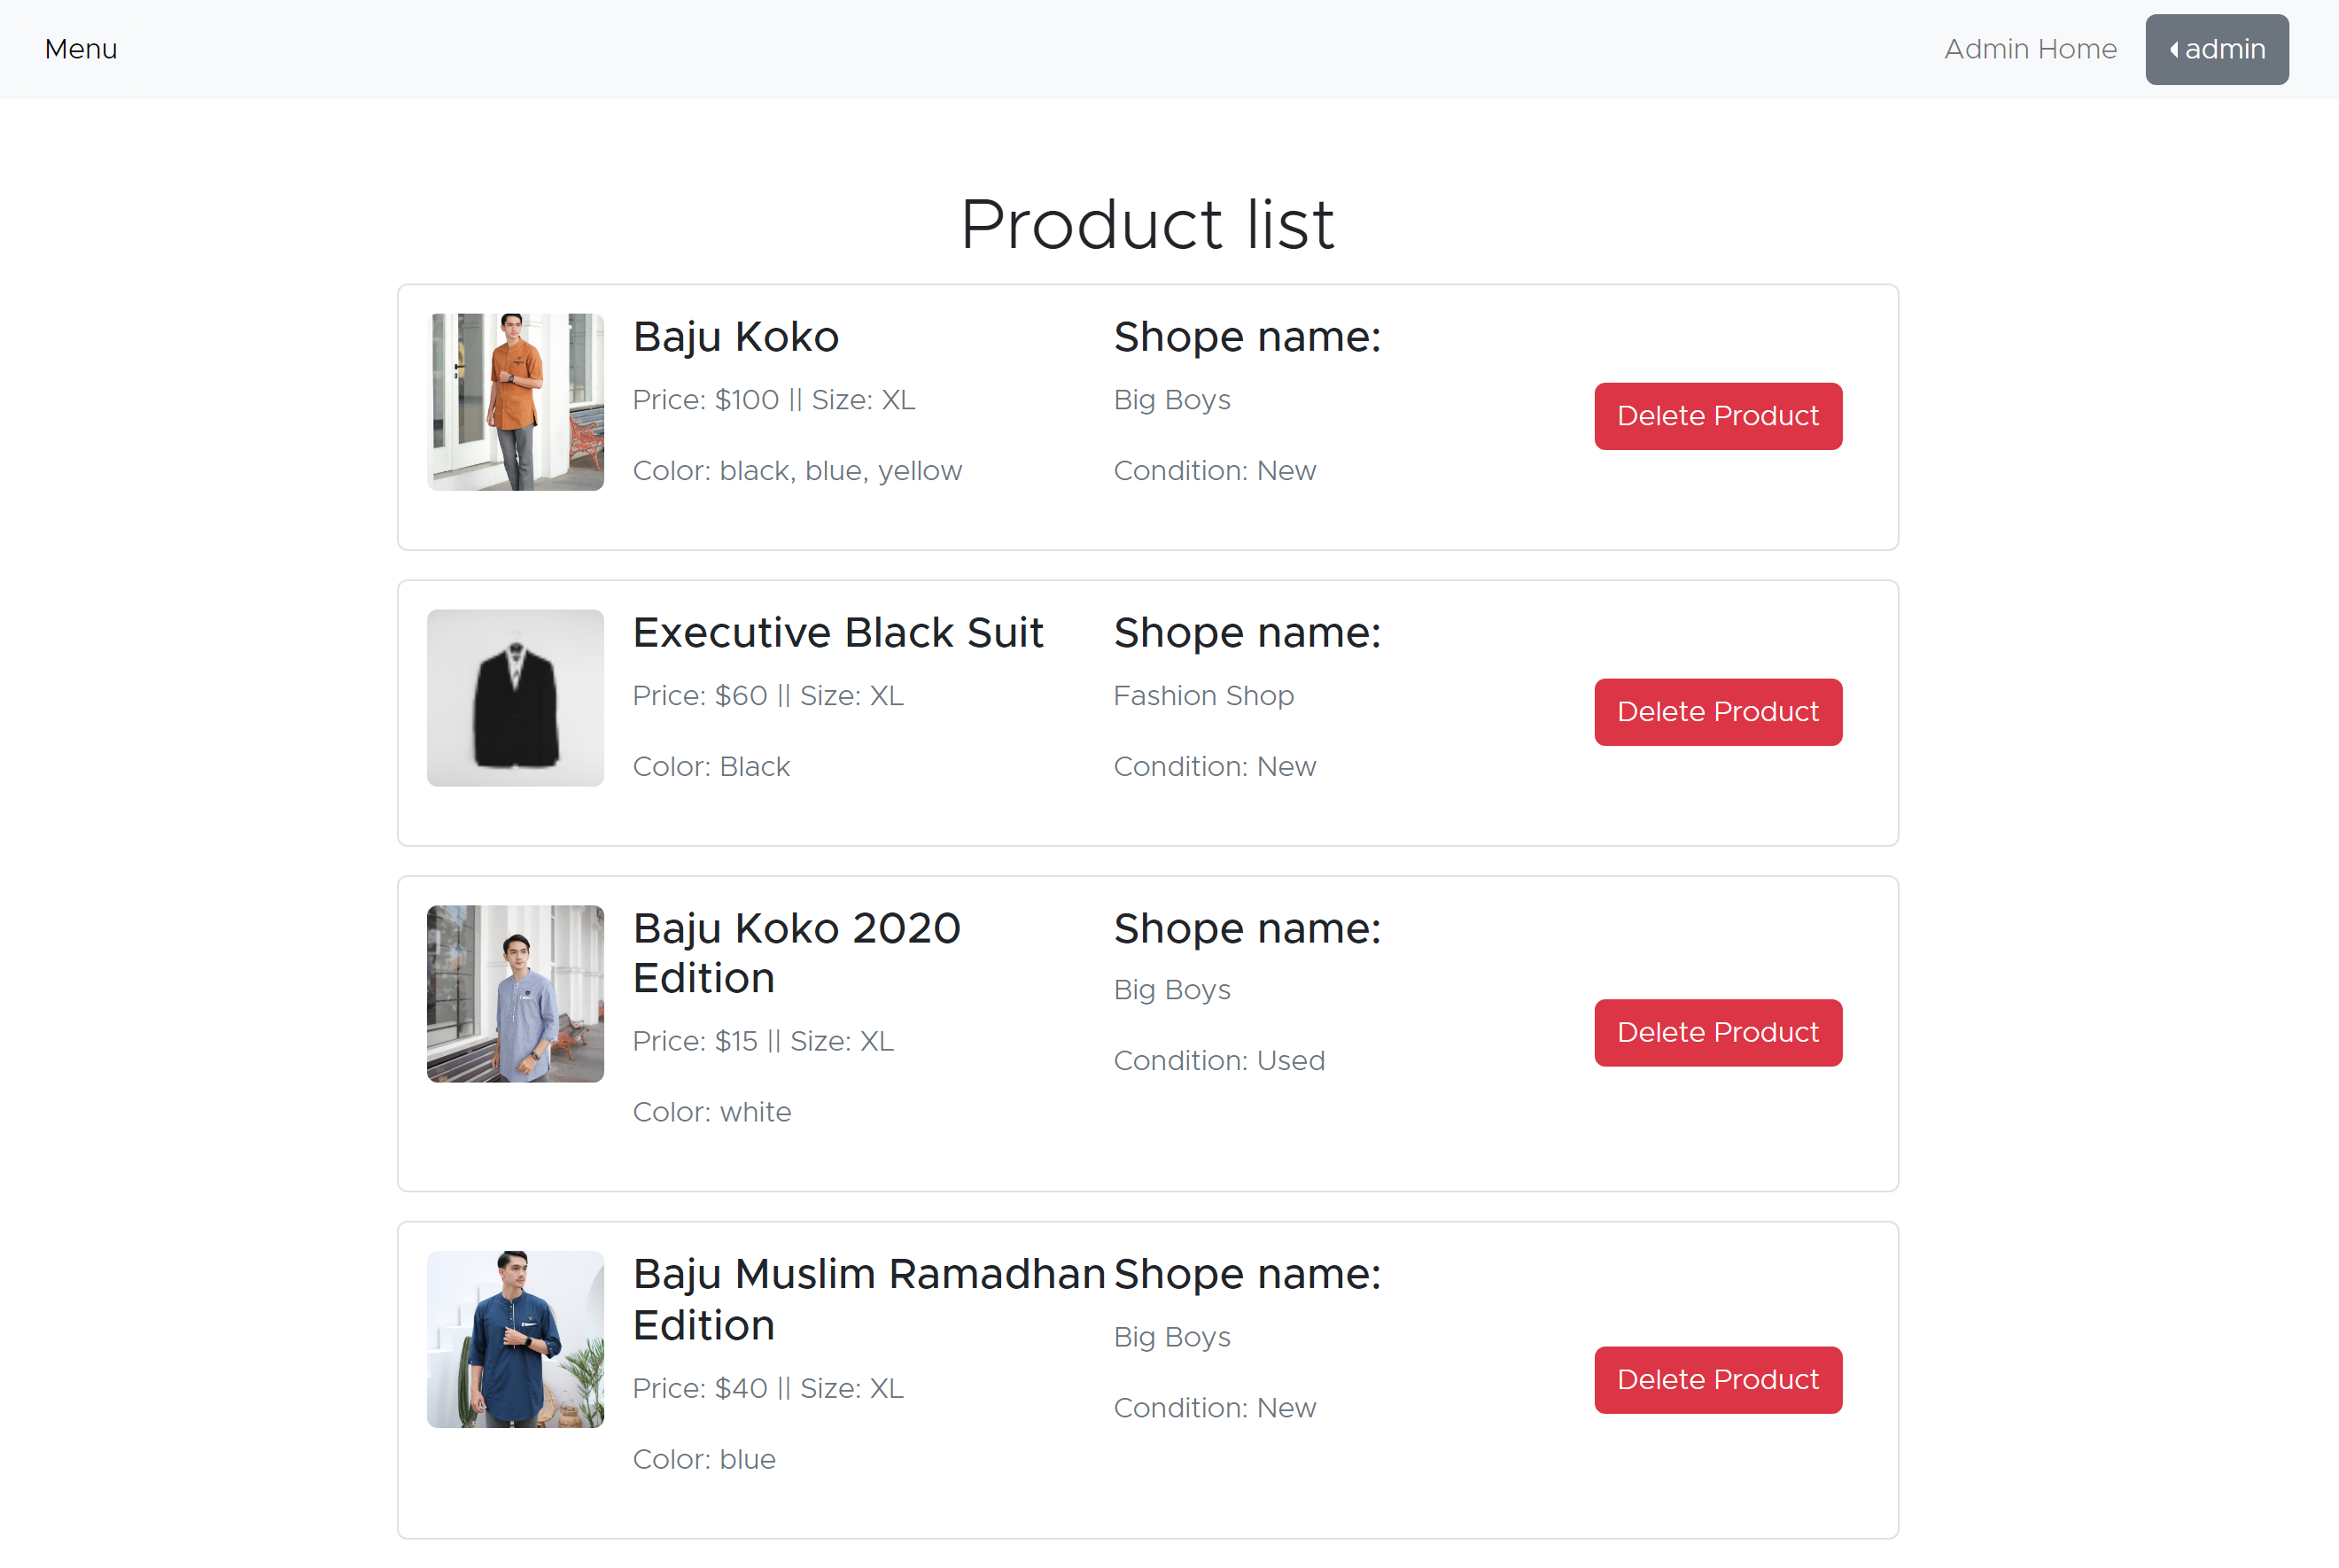 Menu
Admin Home
admin
Product list
Baju Koko
Price: $100 || Size: XL
Color: black, blue, yellow
Shope name:
Big Boys
Condition: New
Delete Product
Executive Black Suit
Price: $60 || Size: XL
Color: Black
Shope name:
Fashion Shop
Condition: New
Delete Product
Baju Koko 2020
Edition
Price: $15 || Size: XL
Color: white
Shope name:
Big Boys
Condition: Used
Delete Product
Baju Muslim Ramadhan
Edition
Price: $40 || Size: XL
Color: blue
Shope name:
Big Boys
Condition: New
Delete Product